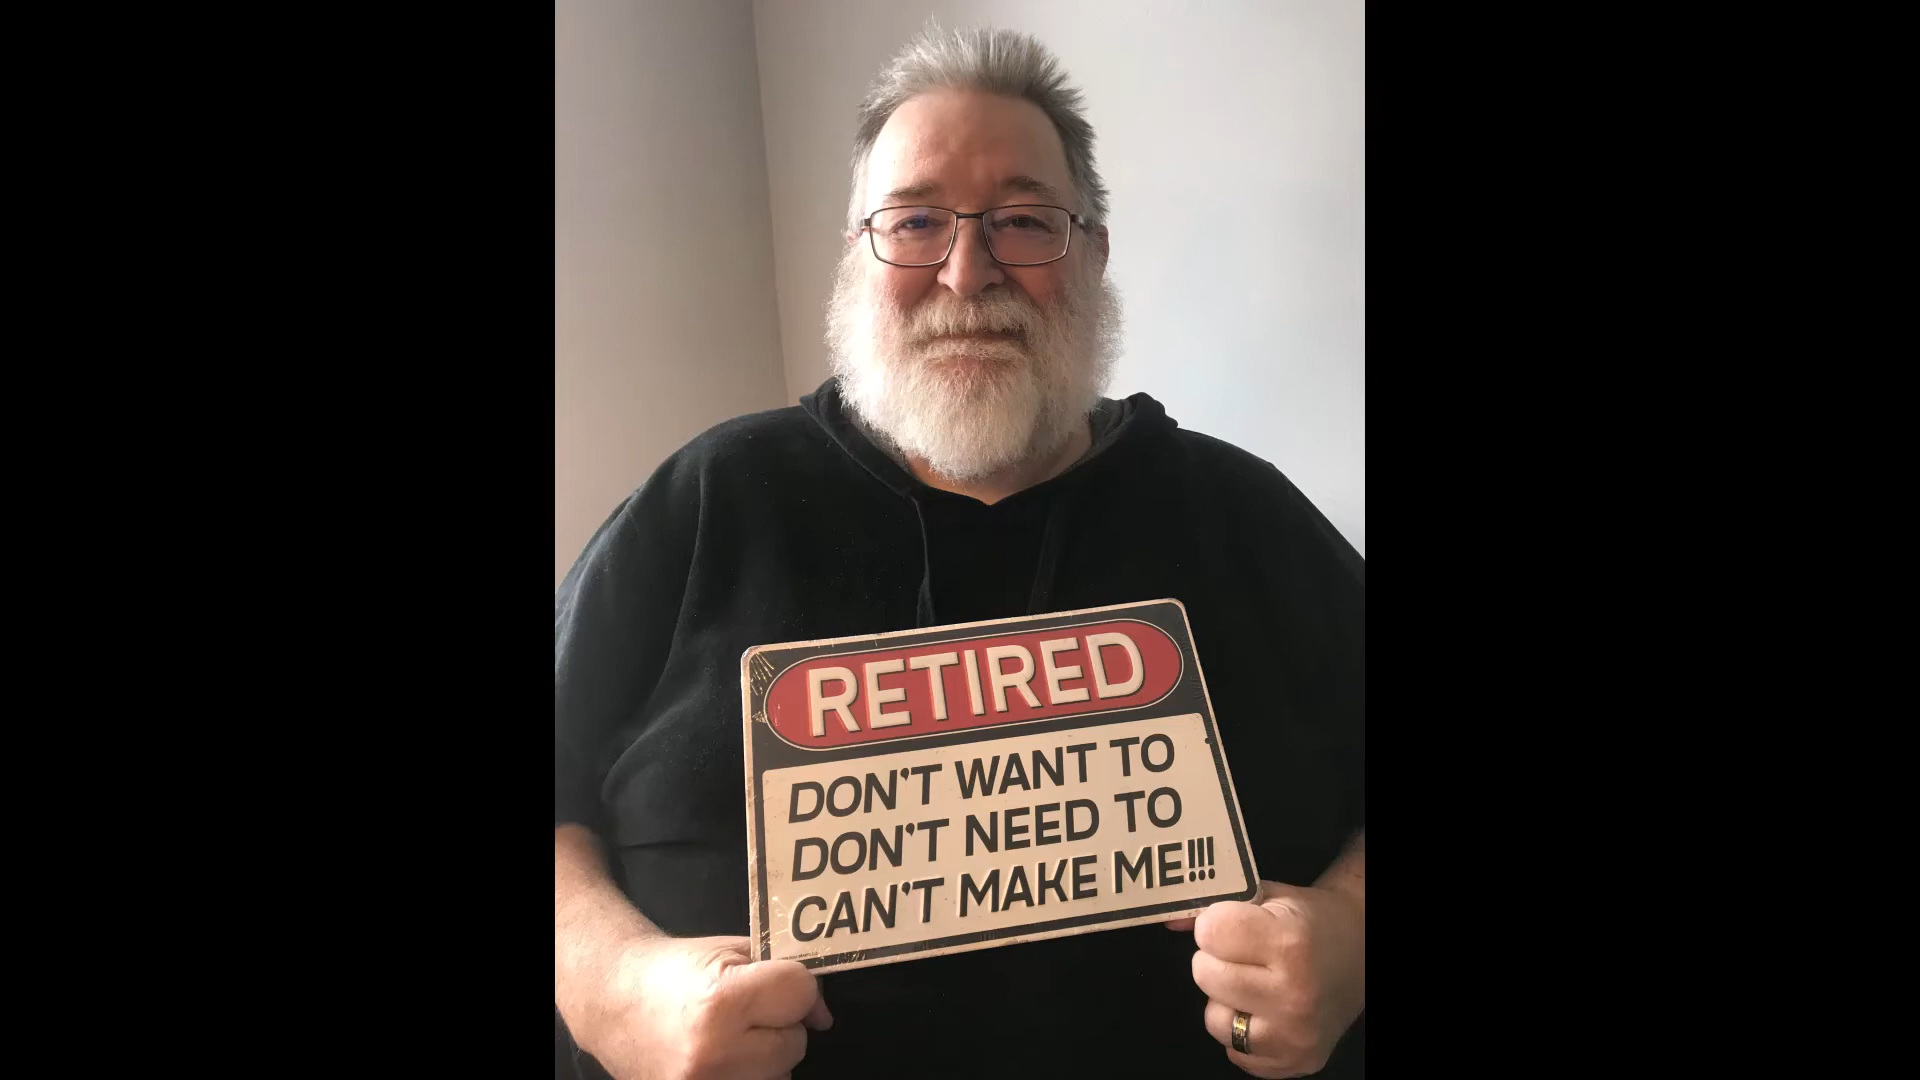 RETIRED
DON'T WANT TO
DON'T NEED TO
CAN'T MAKE ME!!!